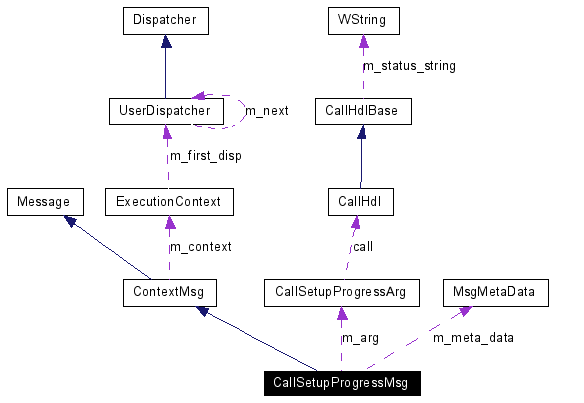 Dispatcher
WString
m_status_string
UserDispatcher
m_next
CallHdlBase
m_first_disp
Message
ExecutionContext
CallHdl
m_context
call
ContextMsg
CallSetupProgressArg
MsgMetaData
m_arg
m_meta_data
CallSetupProgressMsg